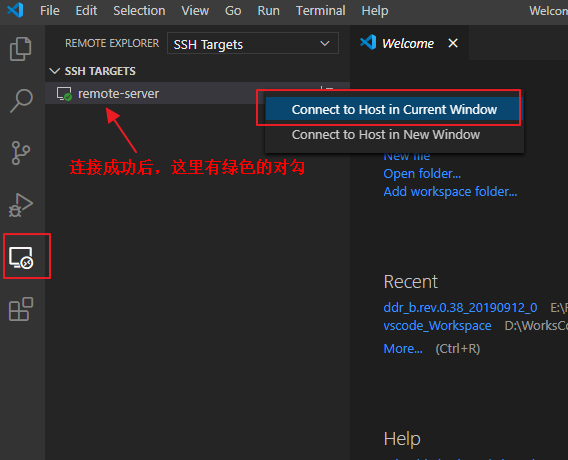 File Edit Selection View Go Run Terminal Help Welcom
REMOTE EXPLORER SSH Targets
Welcome
SSH TARGETS
remote-server
Connect to Host in Current Window
Connect to Host in New Window
连接成功后，这里有绿色的对勾
New file
Open folder...
Add workspace folder...
Recent
ddr_b.rev.0.38_20190912_0 E:\F
vscode_Workspace D:\WorksCo
More... (Ctrl+R)
Help